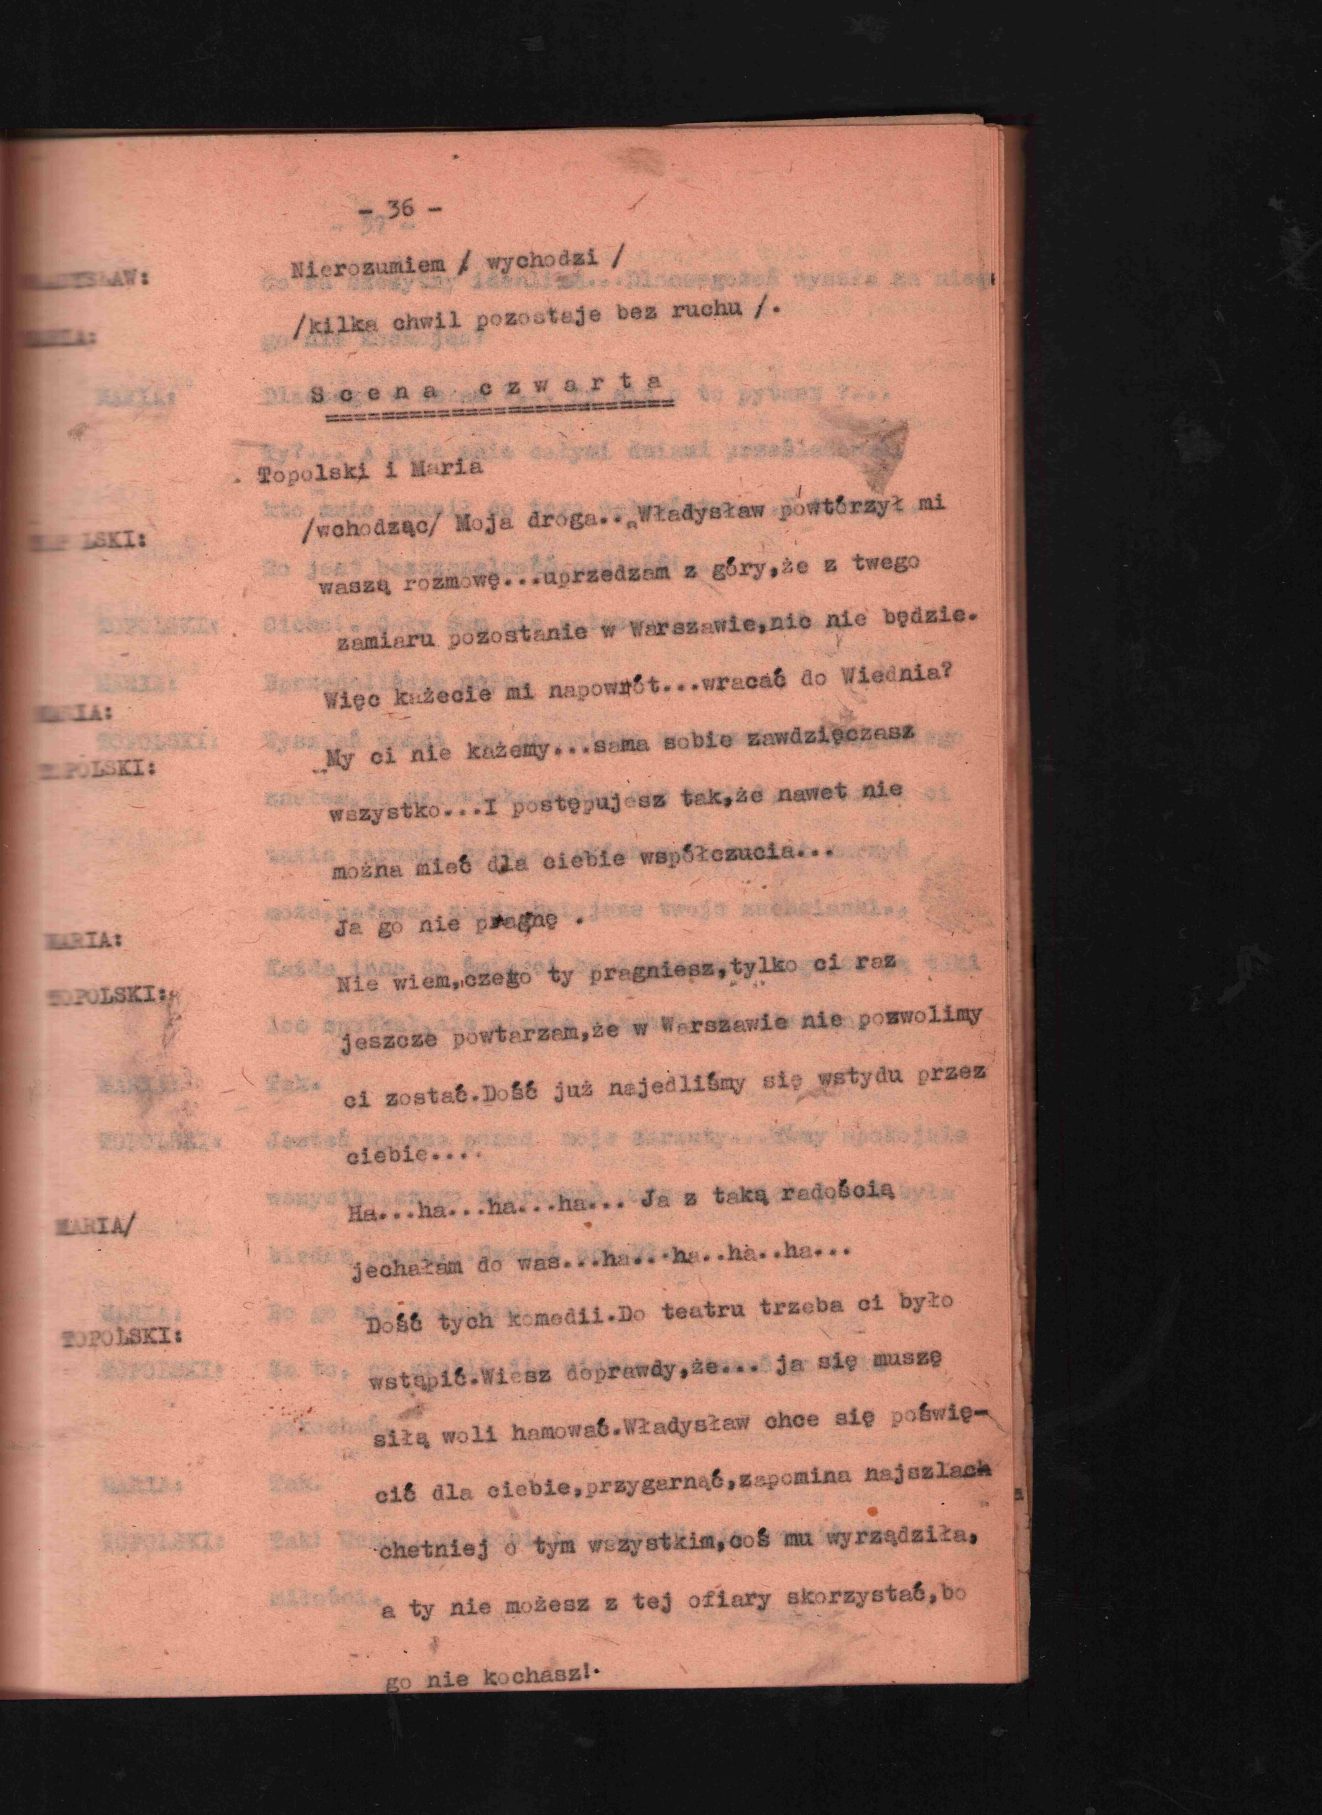 - 36 -
WŁADYSŁAW: Nierozumiem / wychodzi /
MARIA: /kilka chwil pozostaje bez ruchu /.
Scena czwarta
Topolski i Maria
TOPOLSKI: /wchodząc/ Moja droga... Władysław powtórzył mi
waszą rozmowę...uprzedzam z góry,że z twego
zamiaru pozostanie w Warszawie,nic nie będzie.
MARIA: Więc każecie mi napowrót...wracać do Wiednia?
TOPOLSKI: My ci nie każemy...sama sobie zawdzięczasz
wszystko...I postępujesz tak,że nawet nie
można mieć dla ciebie współczucia...
MARIA: Ja go nie pragnę .
TOPOLSKI: Nie wiem,czego ty pragniesz,tylko ci raz
jeszcze powtarzam,że w Warszawie nie pozwolimy
ci zostać.Dość już najedliśmy się wstydu przez
ciebie....
MARIA/ Ha...ha...ha...ha... Ja z taką radością
jechałam do was...ha...ha..ha..ha...
TOPOLSKI: Dość tych komedii.Do teatru trzeba ci było
wstąpić.Wiesz doprawdy,że... ja się muszę
siłą woli hamować.Władysław chce się poświę-
cić dla ciebie,przygarnąć,zapomina najszlach
chetniej o tym wszystkim,coś mu wyrządziła,
a ty nie możesz z tej ofiary skorzystać,bo
go nie kochasz!.